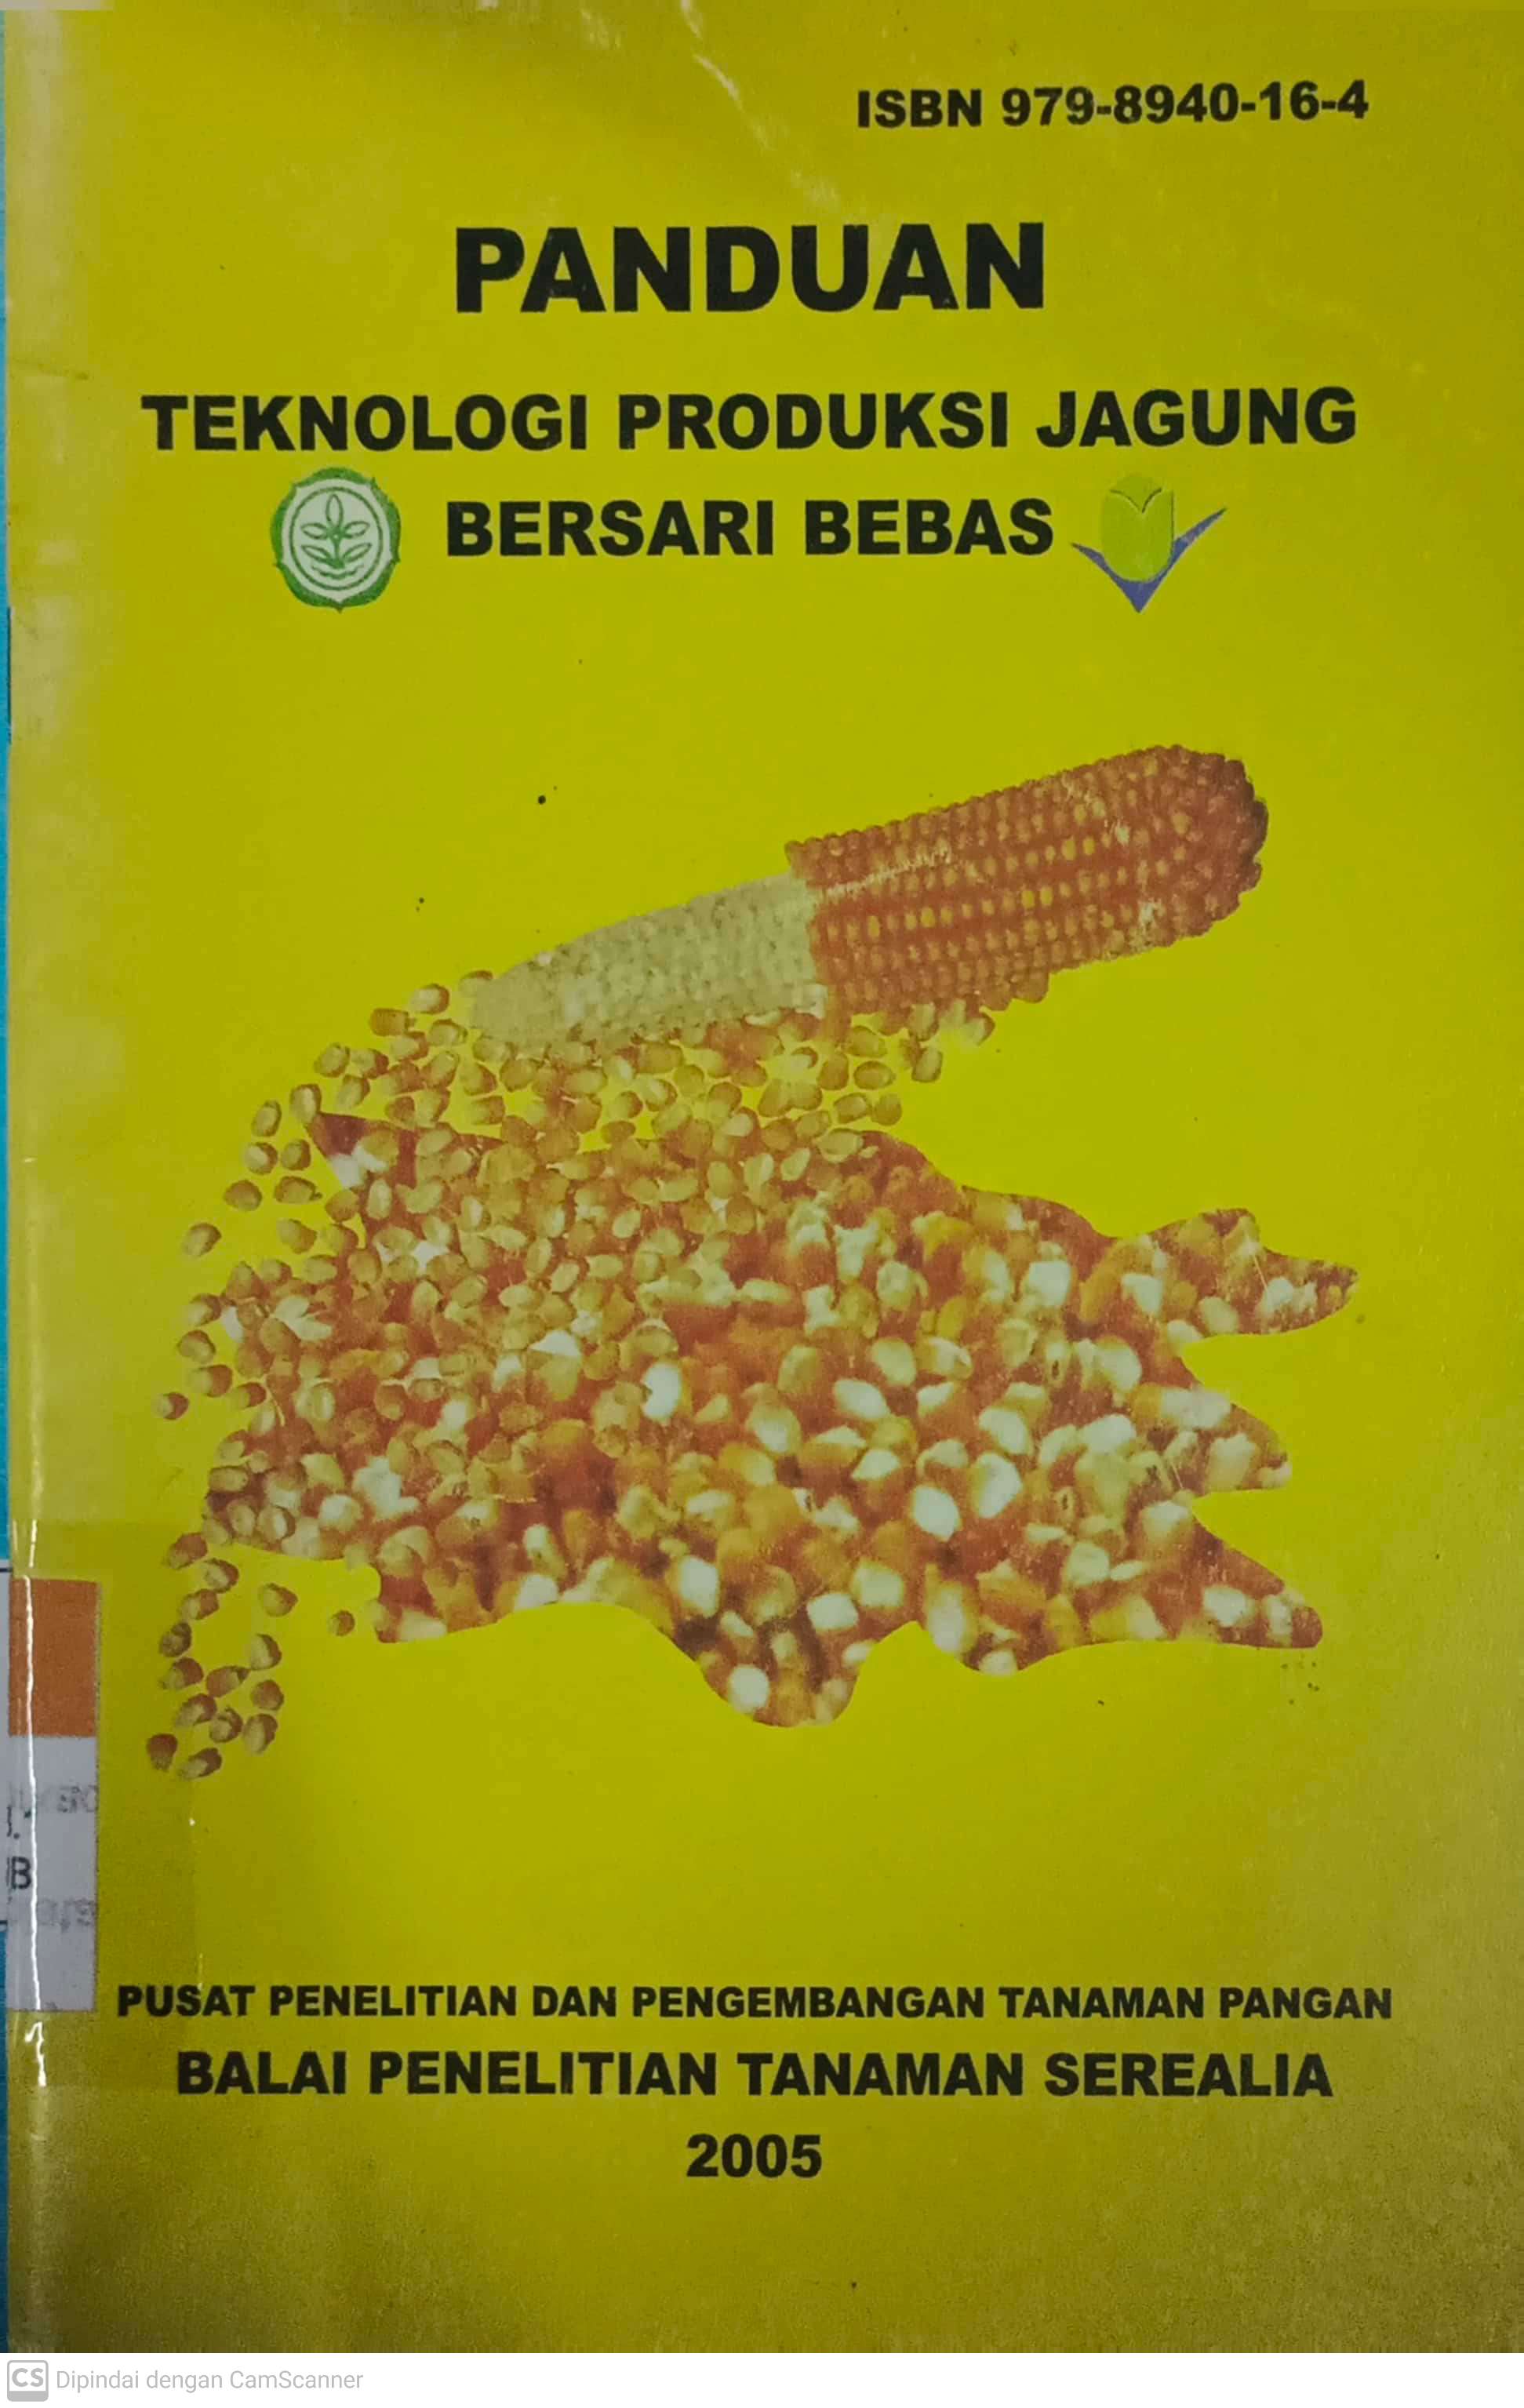 ISBN 979-8940-16-4
PANDUAN
TEKNOLOGI PRODUKSI JAGUNG
BERSARI BEBAS
B
PUSAT PENELITIAN DAN PENGEMBANGAN TANAMAN PANGAN
BALAI PENELITIAN TANAMAN SEREALIA
2005
CS Dipindai dengan CamScanner